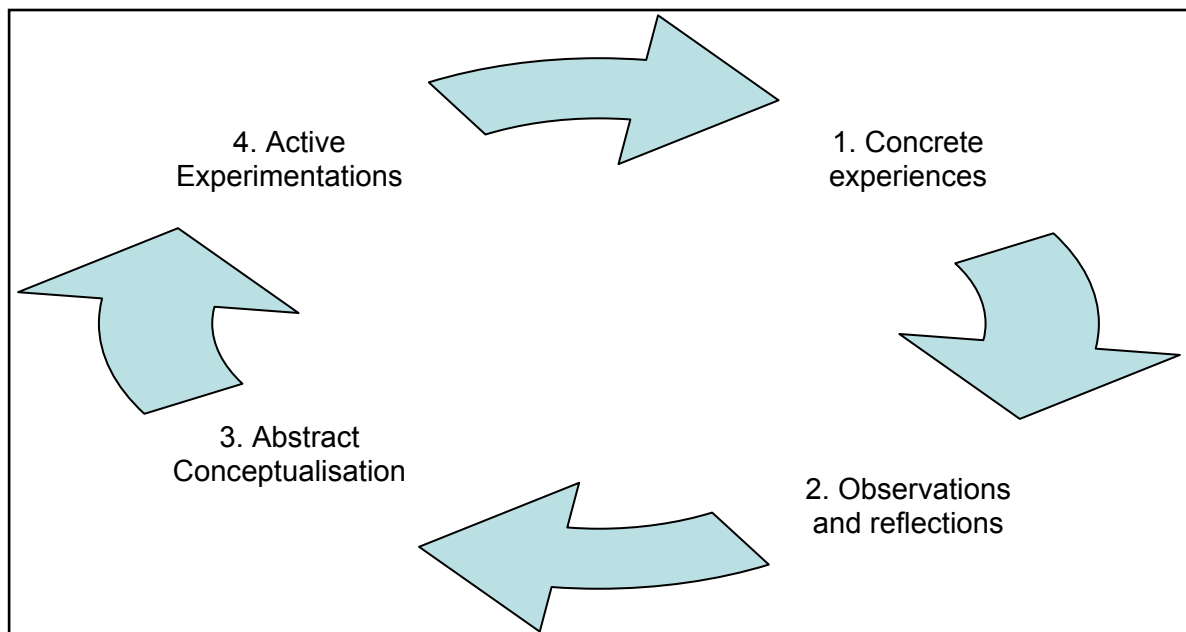 4. Active
Experimentations
1. Concrete
experiences
3. Abstract
Conceptualisation
2. Observations
and reflections